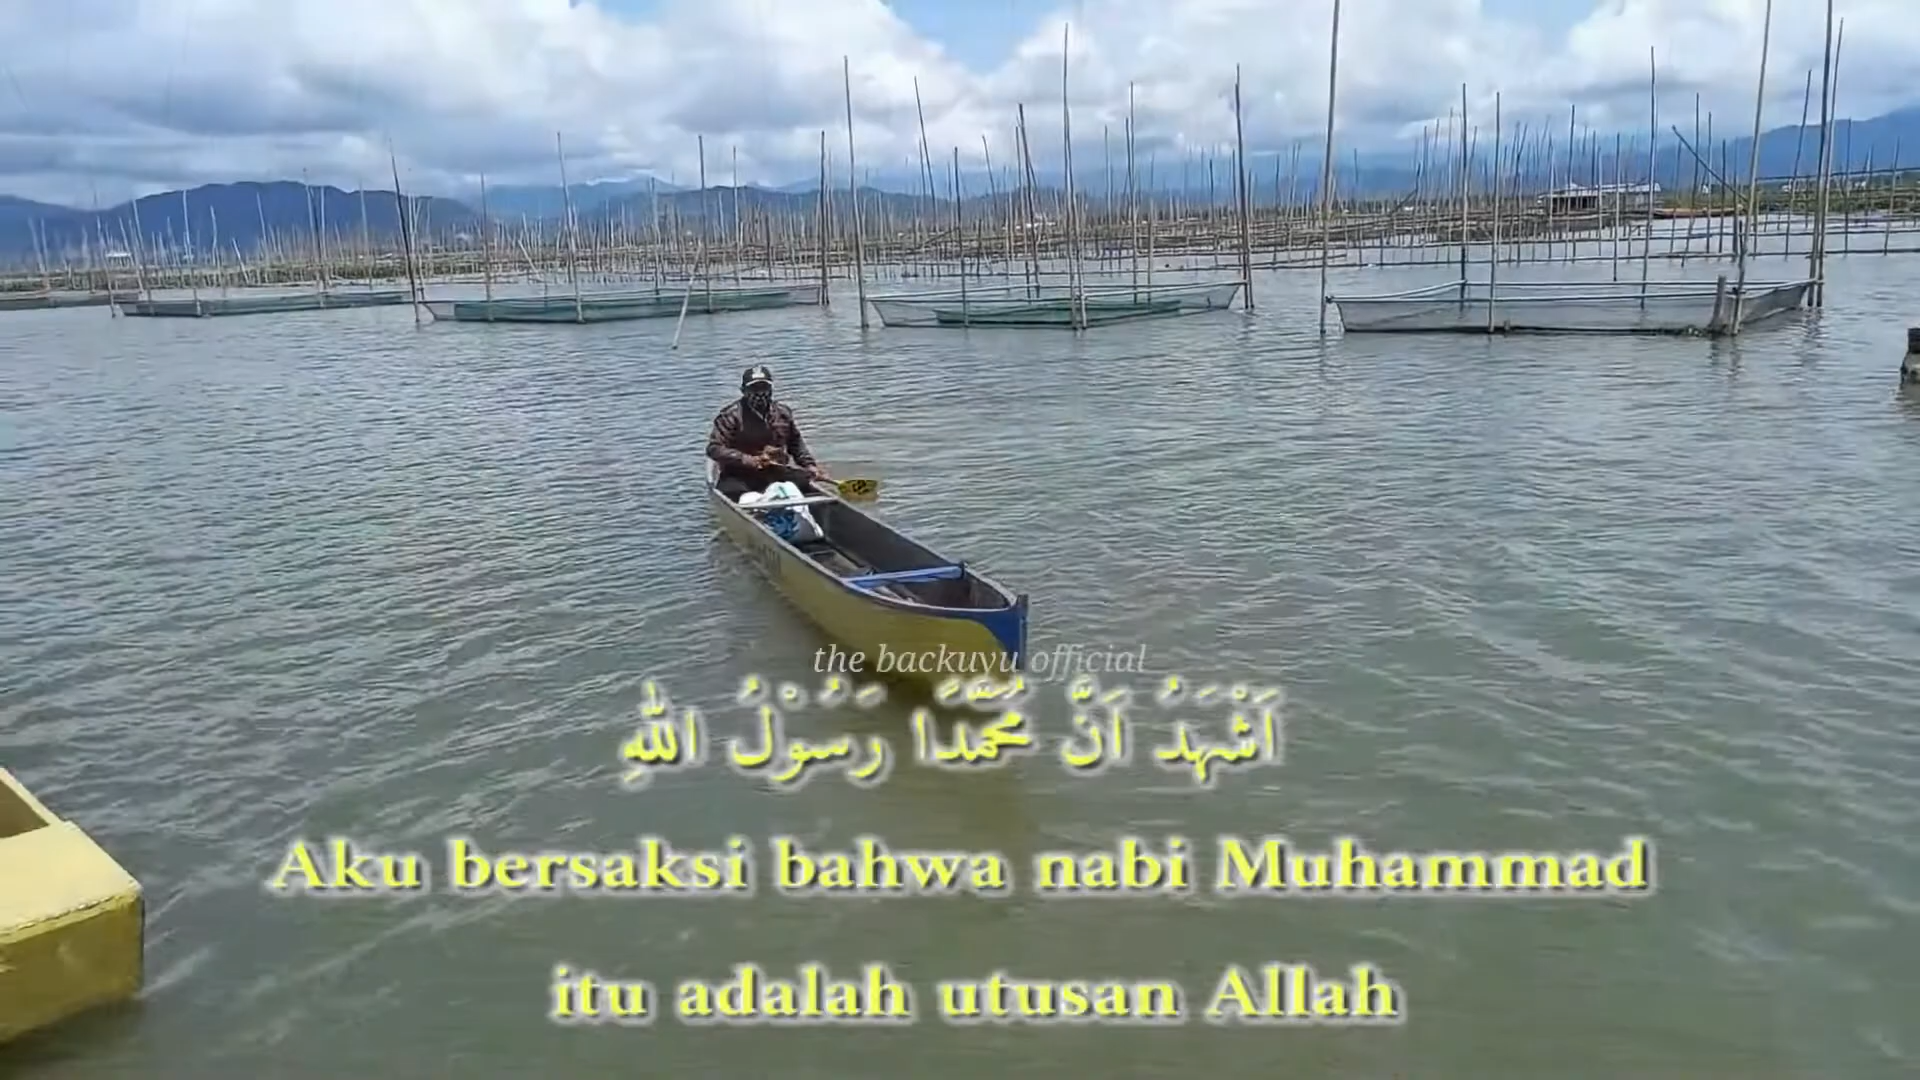 the backuyu official
اَشْهَدُ اَنَّ مُحَمَّدًا رَسُوْلُ اللهِ
Aku bersaksi bahwa nabi Muhammad
itu adalah utusan Allah